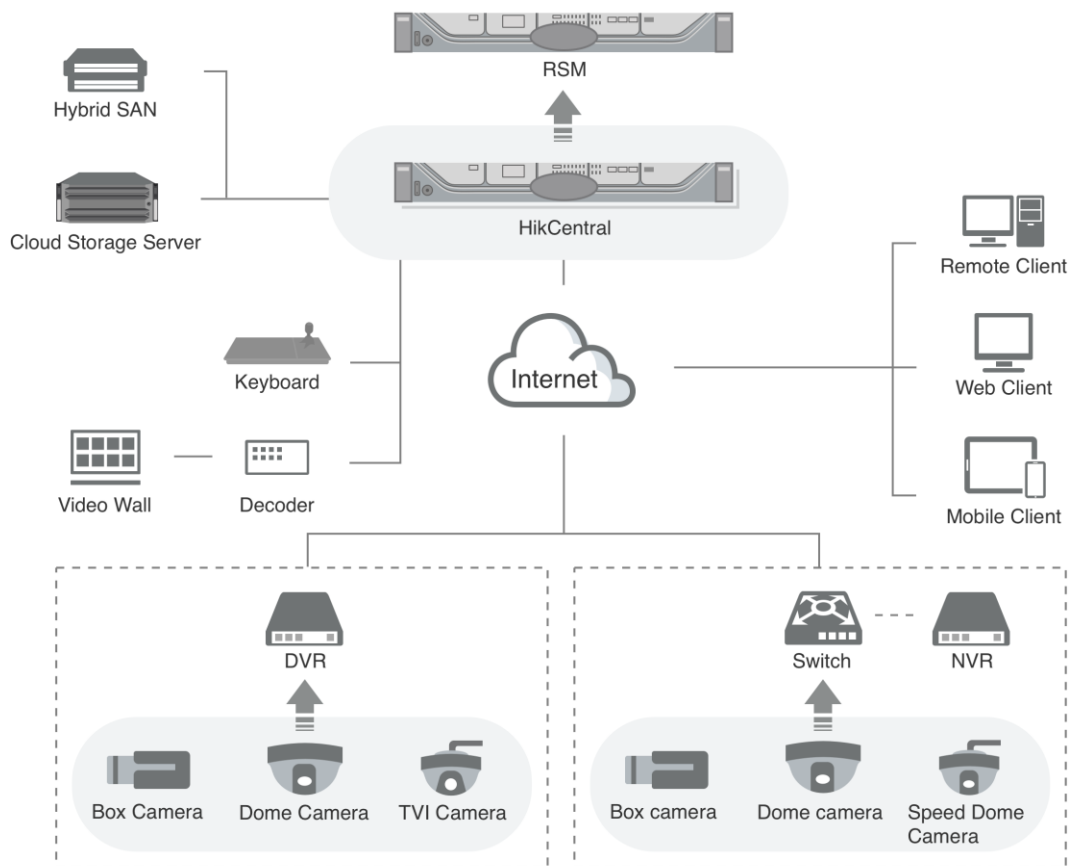 RSM
Hybrid SAN
HikCentral
Cloud Storage Server
Remote Client
Keyboard
Internet
Web Client
Video Wall
Decoder
Mobile Client
DVR
Switch
NVR
Box Camera
Dome Camera
TVI Camera
Box camera
Dome camera
Speed Dome
Camera